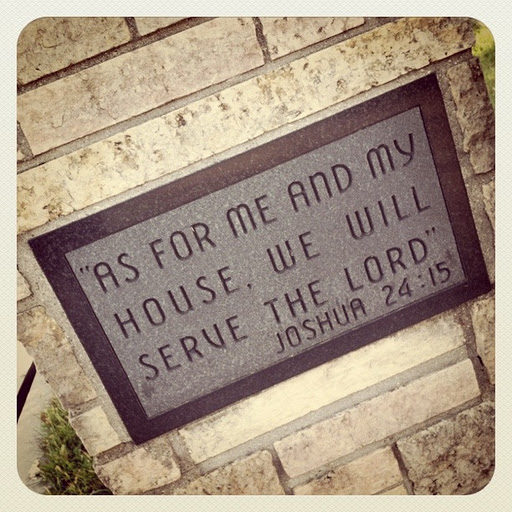 "AS FOR ME AND MY
HOUSE, WE WILL
SERVE THE LORD"
JOSHUA 24:15